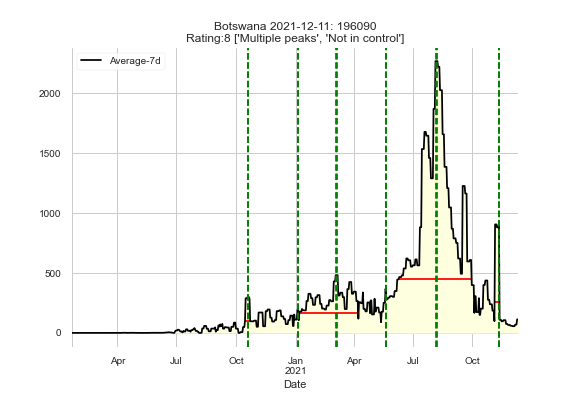 Botswana 2021-12-11: 196090
Rating:8 ['Multiple peaks', 'Not in control']
Average-7d
2000
1500
1000
500
0
Apr Jul Oct Jan Apr Jul Oct
2021
Date